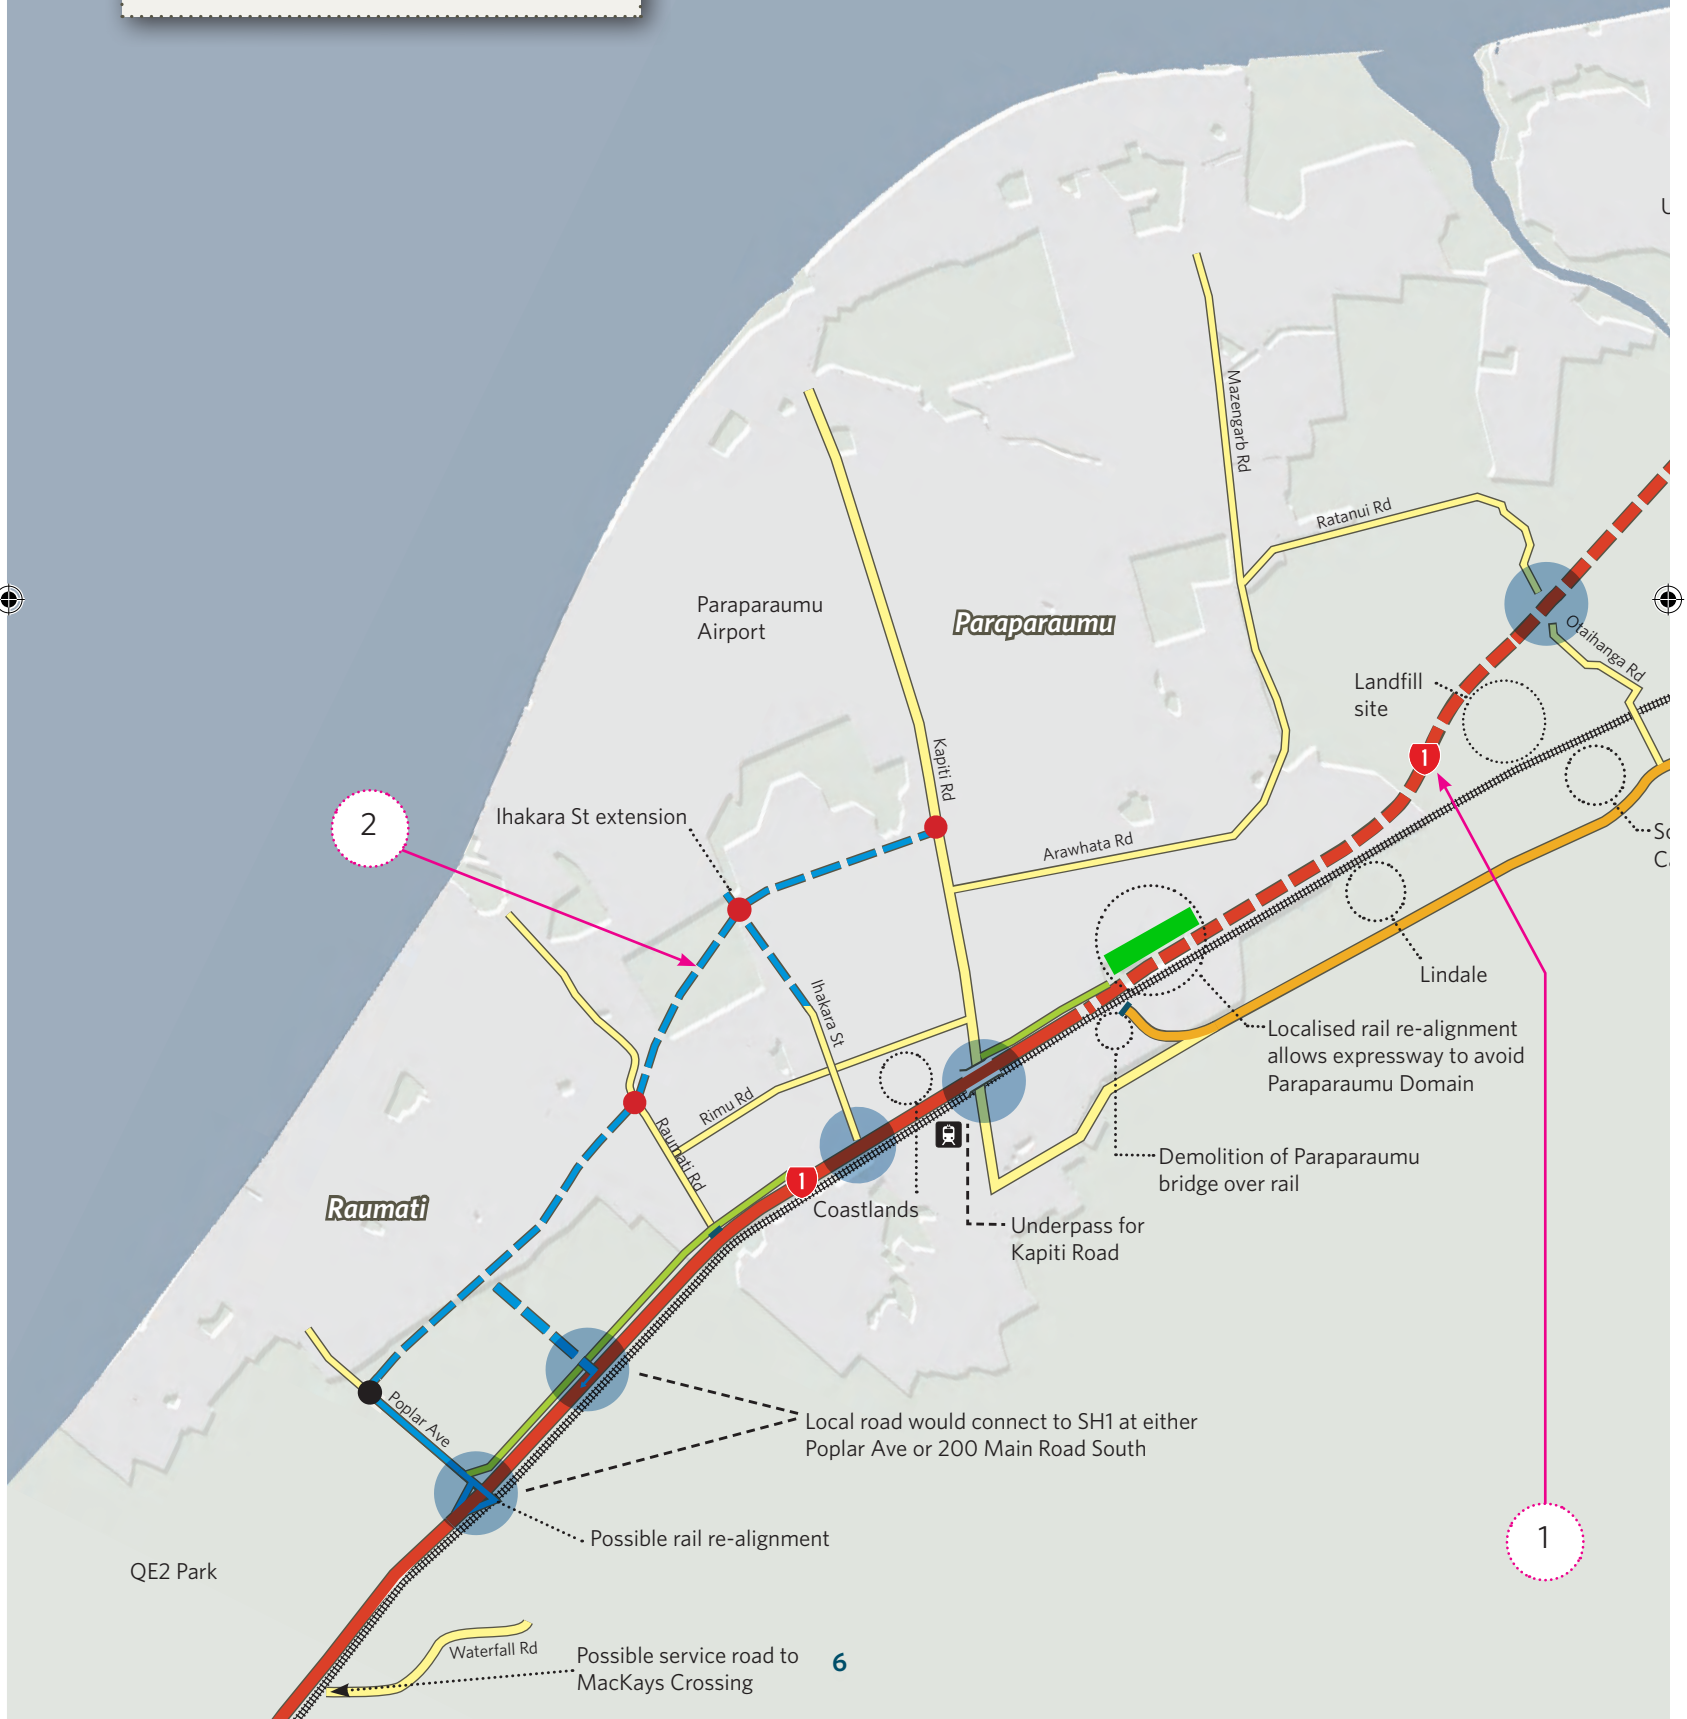 Mazengarb Rd
Ratanui Rd
Paraparaumu
Airport
Paraparaumu
Otaihanga Rd
Landfill
site
1
Kapiti Rd
2
Ihakara St extension
Arawhata Rd
Lindale
Ihakara St
Localised rail re-alignment
allows expressway to avoid
Paraparaumu Domain
Rimu Rd
Raumati Rd
Demolition of Paraparaumu
bridge over rail
1
Coastlands
Raumati
Underpass for
Kapiti Road
Poplar Ave
Local road would connect to SH1 at either
Poplar Ave or 200 Main Road South
Possible rail re-alignment
1
QE2 Park
Waterfall Rd
Possible service road to
MacKays Crossing
6